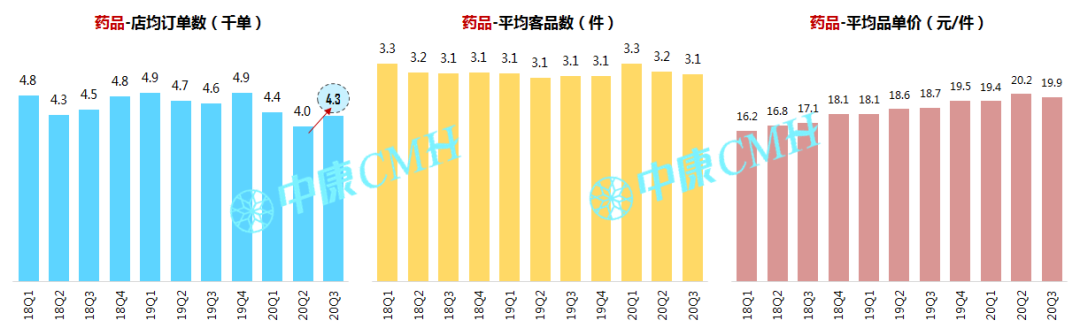 药品-店均订单数（千单）
4.8 4.3 4.5 4.8 4.9 4.7 4.6 4.9 4.4 4.0 4.3
18Q1 18Q2 18Q3 18Q4 19Q1 19Q2 19Q3 19Q4 20Q1 20Q2 20Q3
药品-平均客品数（件）
3.3 3.2 3.1 3.1 3.1 3.1 3.1 3.1 3.3 3.2 3.1
18Q1 18Q2 18Q3 18Q4 19Q1 19Q2 19Q3 19Q4 20Q1 20Q2 20Q3
药品-平均品单价（元/件）
16.2 16.8 17.1 18.1 18.1 18.6 18.7 19.5 19.4 20.2 19.9
18Q1 18Q2 18Q3 18Q4 19Q1 19Q2 19Q3 19Q4 20Q1 20Q2 20Q3
中康CMH
中康CMH